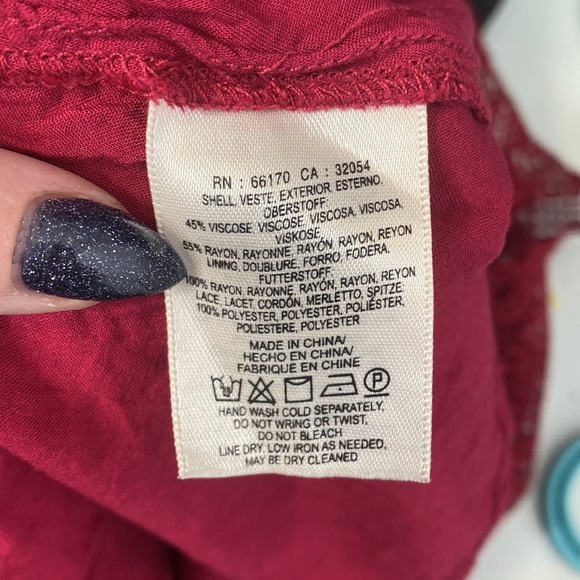 RN : 66170 CA : 32054
SHELL, VESTE, EXTERIOR, ESTERNO,
OBERSTOFF
45% VISCOSE, VISCOSE, VISCOSA, VISCOSA,
VISKOSE
55% RAYON, RAYONNE, RAYÓN, RAYON, REYON
LINING, DOUBLURE, FORRO, FODERA,
FUTTERSTOFF:
100% RAYON, RAYONNE, RAYÓN, RAYON, REYON
LACE, LACET, CORDÓN, MERLETTO, SPITZE:
100% POLYESTER, POLYESTER, POLIÉSTER,
POLIESTERE, POLYESTER
MADE IN CHINA/
HECHO EN CHINA/
FABRIQUE EN CHINE
P
HAND WASH COLD SEPARATELY,
DO NOT WRING OR TWIST,
DO NOT BLEACH
LINE DRY, LOW IRON AS NEEDED,
MAY BE DRY CLEANED